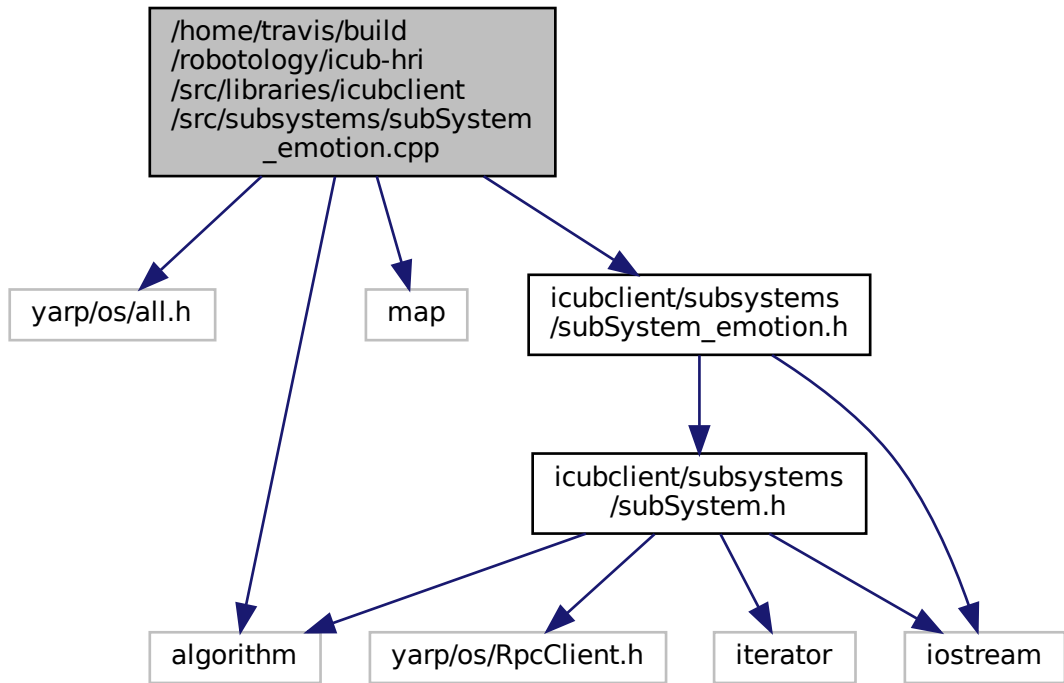 /home/travis/build
/robotology/icub-hri
/src/libraries/icubclient
/src/subsystems/subSystem
_emotion.cpp
yarp/os/all.h
map
icubclient/subsystems
/subSystem_emotion.h
icubclient/subsystems
/subSystem.h
algorithm
yarp/os/RpcClient.h
iterator
iostream